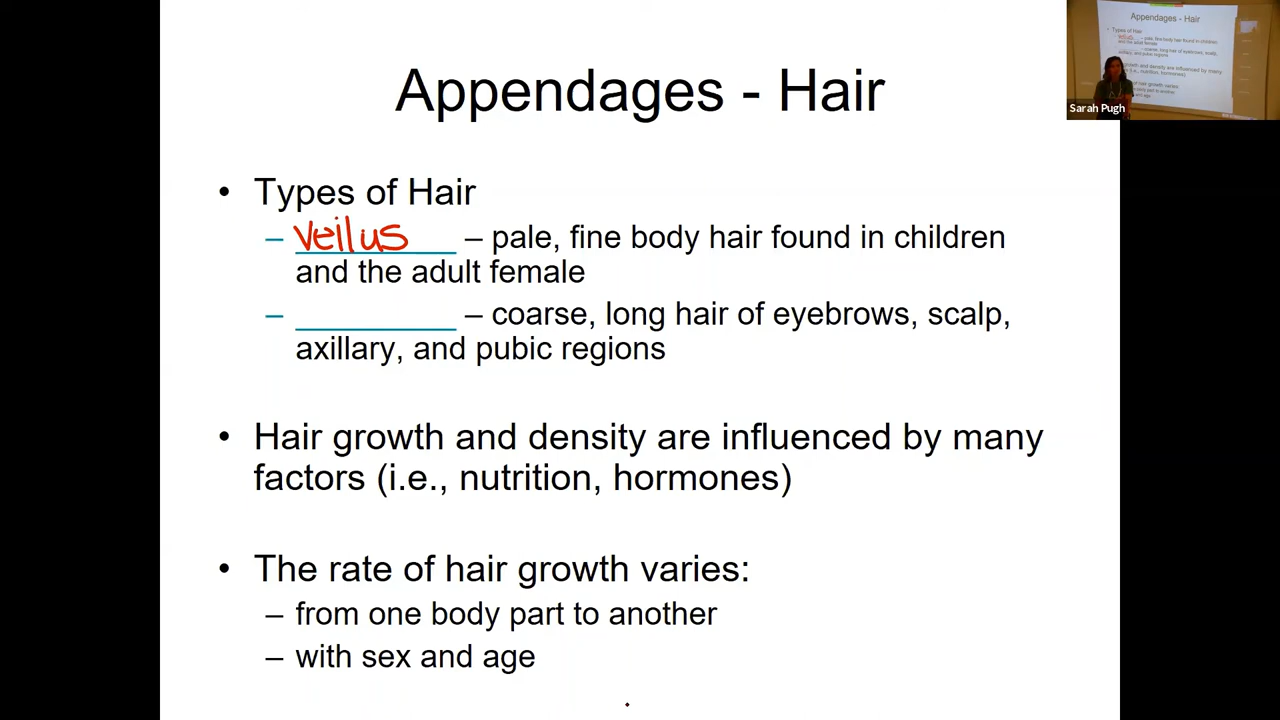 Appendages - Hair
• Types of Hair
– vellus – pale, fine body hair found in children
and the adult female
– __________ – coarse, long hair of eyebrows, scalp,
axillary, and pubic regions
• Hair growth and density are influenced by many
factors (i.e., nutrition, hormones)
• The rate of hair growth varies:
– from one body part to another
– with sex and age
Appendages - Hair
Sarah Pugh